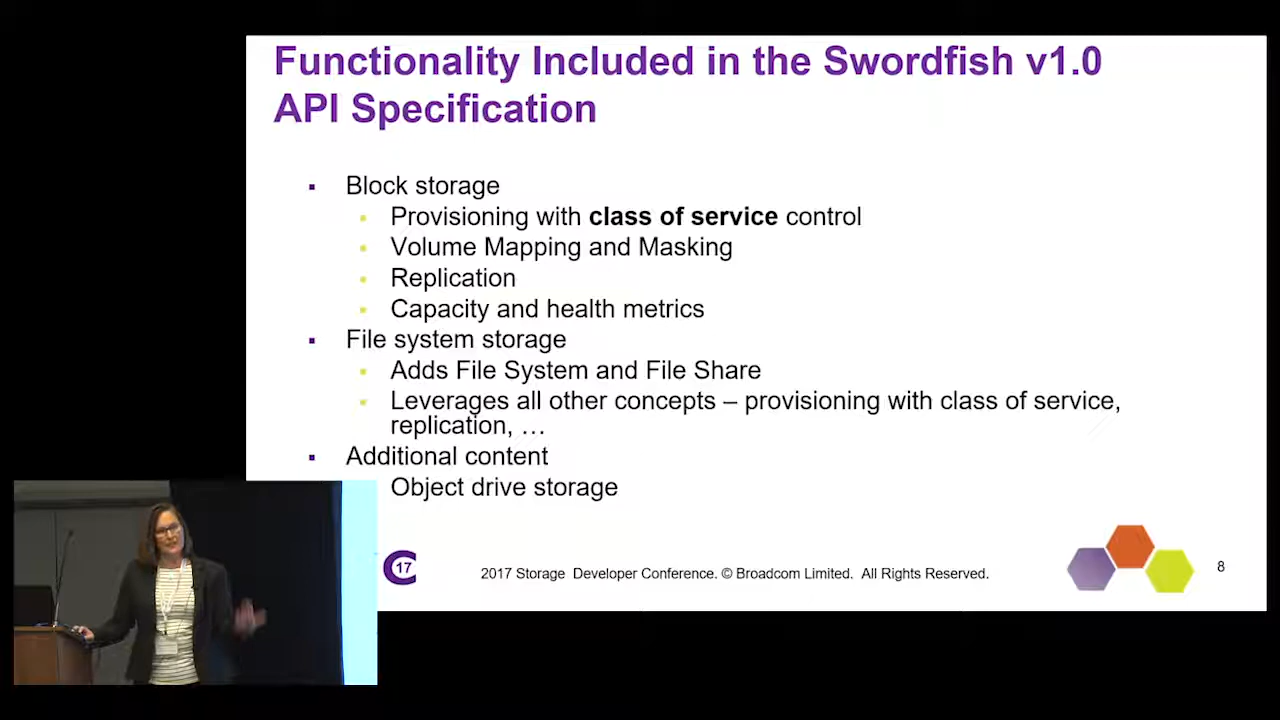 Functionality Included in the Swordfish v1.0
API Specification
▪ Block storage
▪ Provisioning with class of service control
▪ Volume Mapping and Masking
▪ Replication
▪ Capacity and health metrics
▪ File system storage
▪ Adds File System and File Share
▪ Leverages all other concepts – provisioning with class of service,
replication, …
▪ Additional content
Object drive storage
17
2017 Storage Developer Conference. © Broadcom Limited. All Rights Reserved.
8